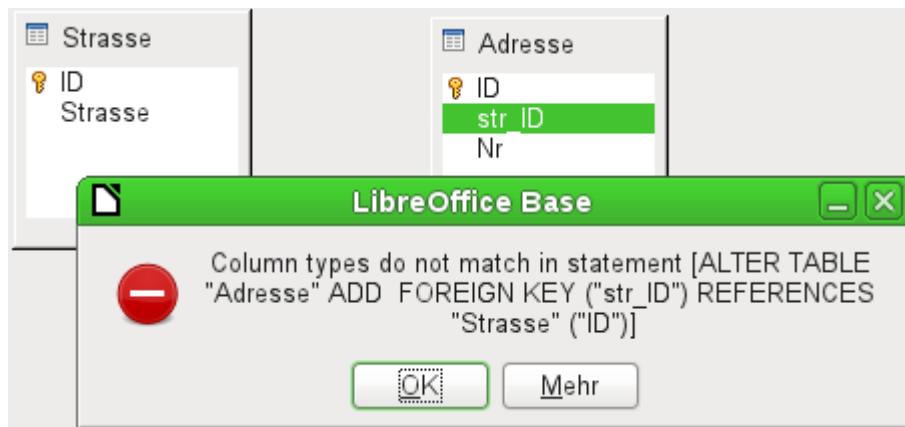 Strasse
ID
Strasse
Adresse
ID
str_ID
Nr
LibreOffice Base
Column types do not match in statement [ALTER TABLE
"Adresse" ADD  FOREIGN KEY ("str_ID") REFERENCES
"Strasse" ("ID")]
OK
Mehr